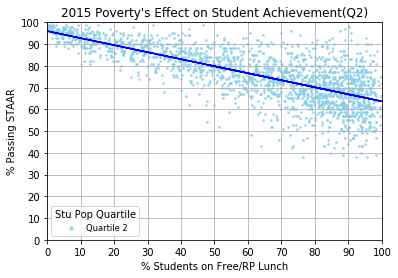 2015 Poverty's Effect on Student Achievement(Q2)
% Passing STAAR
100
90
80
70
60
50
40
30
20
10
0
Stu Pop Quartile
Quartile 2
0 10 20 30 40 50 60 70 80 90 100
% Students on Free/RP Lunch